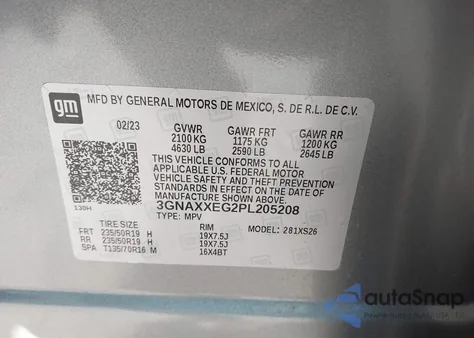 gm
MFD BY GENERAL MOTORS DE MEXICO, S. DE R.L. DE C.V.
02/23 GVWR GAWR FRT GAWR RR
2100 KG 1175 KG 1200 KG
4630 LB 2590 LB 2645 LB
THIS VEHICLE CONFORMS TO ALL
APPLICABLE U.S. FEDERAL MOTOR
VEHICLE SAFETY AND THEFT PREVENTION
STANDARDS IN EFFECT ON THE DATE OF
MANUFACTURE SHOWN ABOVE.
3GNAXXEG2PL205208
TYPE: MPV MODEL: 281XS26
130H
TIRE SIZE RIM
FRT 235/50R19 H 19X7.5J
RR 235/50R19 H 19X7.5J
SPA T135/70R16 M 16X4BT
autoSnap